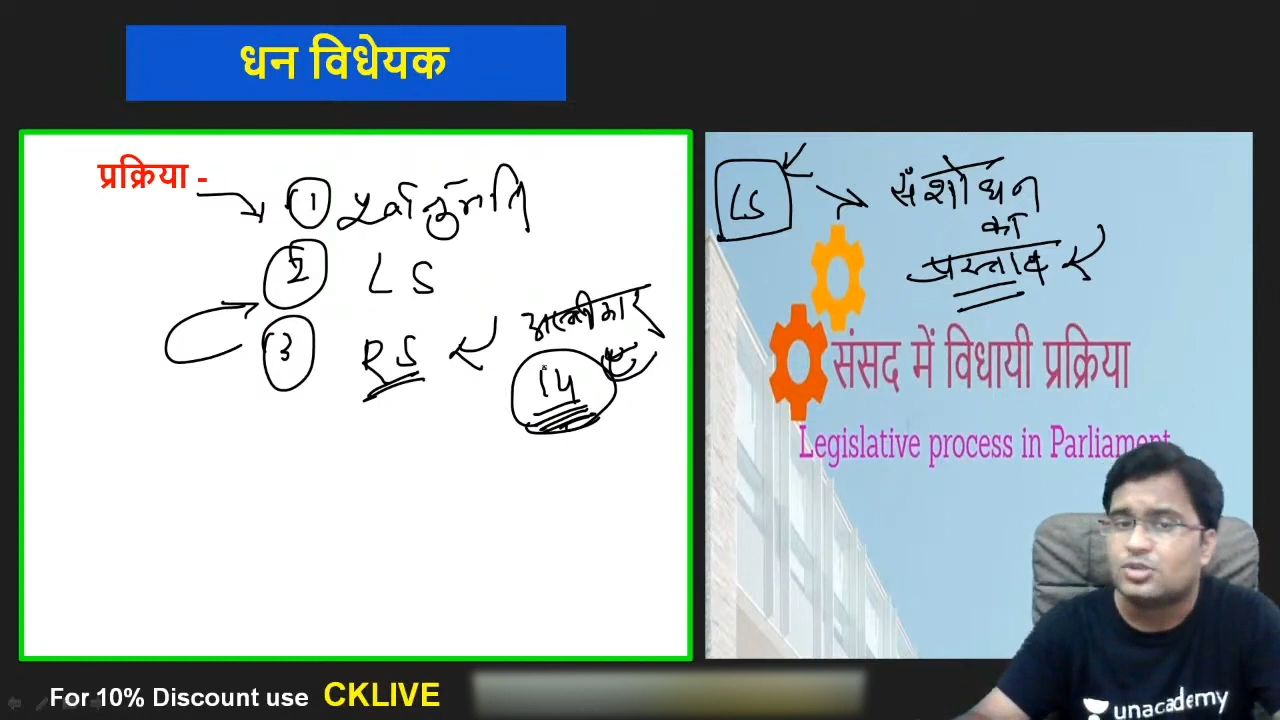 धन विधेयक
प्रक्रिया -
1 पूर्वानुमति
2 LS
3 RS
अस्वीकार
14
LS
संशोधन
का
प्रस्ताव
संसद में विधायी प्रक्रिया
Legislative process in Parliament
unacademy
For 10% Discount use CKLIVE